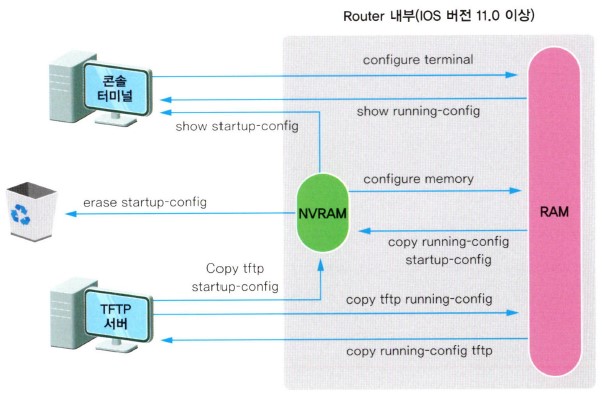 Router 내부(IOS 버전 11.0 이상)
configure terminal
콘솔
터미널
show running-config
show startup-config
configure memory
erase startup-config
NVRAM
RAM
copy running-config
startup-config
Copy tftp
startup-config
copy tftp running-config
TFTP
서버
copy running-config tftp